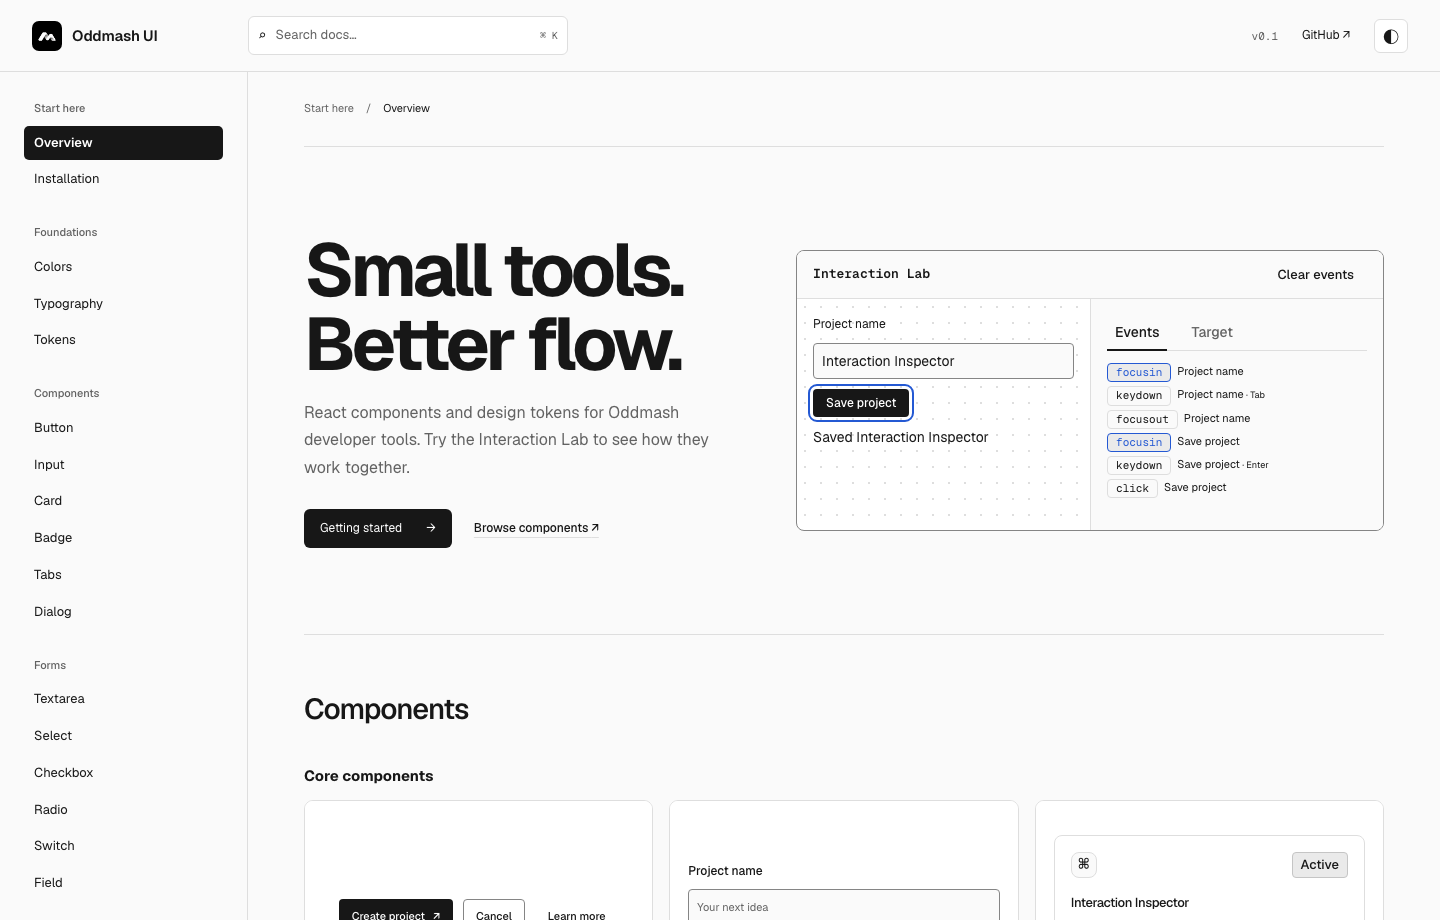 Oddmash UI
Search docs...
⌘ K
v0.1
GitHub ↗
Start here
Overview
Installation
Foundations
Colors
Typography
Tokens
Components
Button
Input
Card
Badge
Tabs
Dialog
Forms
Textarea
Select
Checkbox
Radio
Switch
Field
Start here / Overview
Small tools.
Better flow.
React components and design tokens for Oddmash
developer tools. Try the Interaction Lab to see how they
work together.
Getting started →
Browse components ↗
Interaction Lab
Clear events
Project name
Interaction Inspector
Save project
Saved Interaction Inspector
Events
Target
focusin Project name
keydown Project name · Tab
focusout Project name
focusin Save project
keydown Save project · Enter
click Save project
Components
Core components
Create project ↗
Cancel
Learn more
Project name
Your next idea
⌘
Active
Interaction Inspector